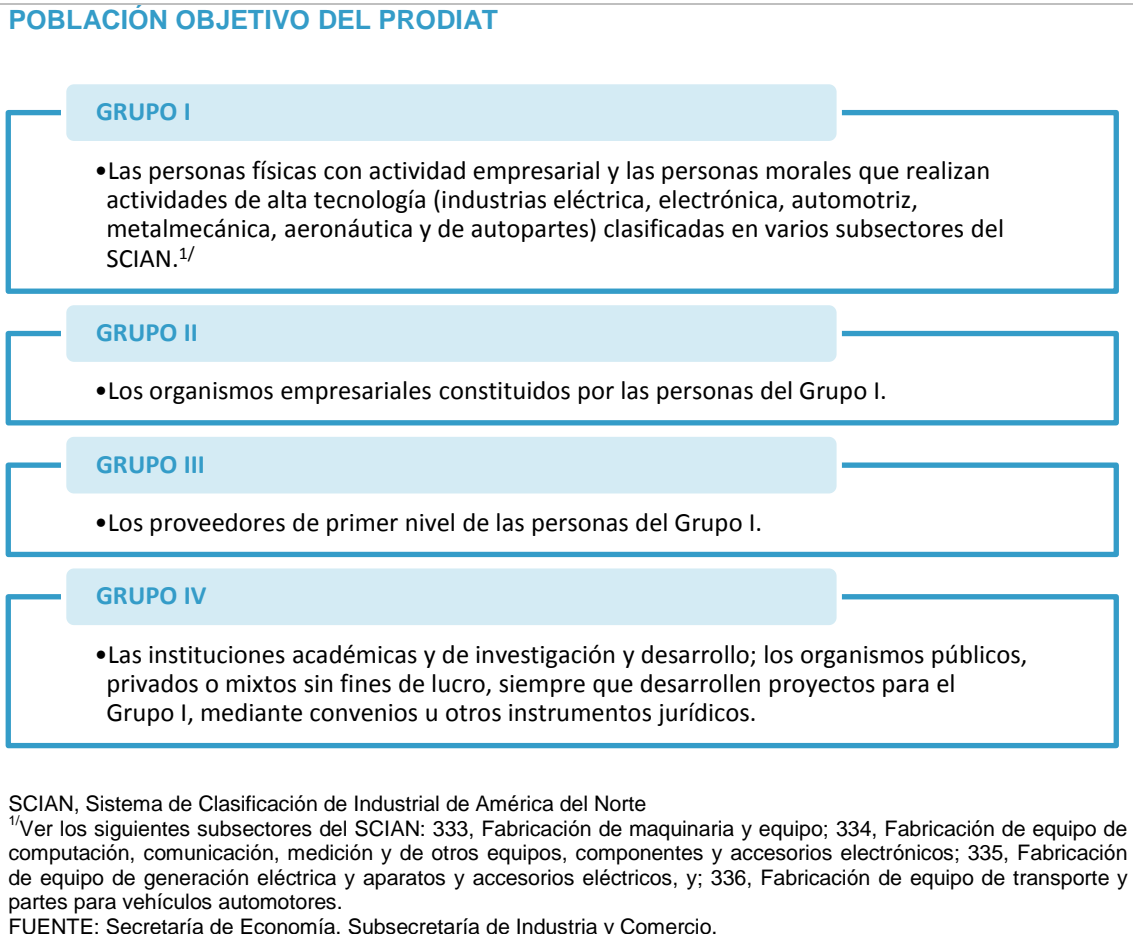 POBLACIÓN OBJETIVO DEL PRODIAT
GRUPO I
•Las personas físicas con actividad empresarial y las personas morales que realizan
actividades de alta tecnología (industrias eléctrica, electrónica, automotriz,
metalmecánica, aeronáutica y de autopartes) clasificadas en varios subsectores del
SCIAN.1/
GRUPO II
•Los organismos empresariales constituidos por las personas del Grupo I.
GRUPO III
•Los proveedores de primer nivel de las personas del Grupo I.
GRUPO IV
•Las instituciones académicas y de investigación y desarrollo; los organismos públicos,
privados o mixtos sin fines de lucro, siempre que desarrollen proyectos para el
Grupo I, mediante convenios u otros instrumentos jurídicos.
SCIAN, Sistema de Clasificación de Industrial de América del Norte
1/Ver los siguientes subsectores del SCIAN: 333, Fabricación de maquinaria y equipo; 334, Fabricación de equipo de
computación, comunicación, medición y de otros equipos, componentes y accesorios electrónicos; 335, Fabricación
de equipo de generación eléctrica y aparatos y accesorios eléctricos, y; 336, Fabricación de equipo de transporte y
partes para vehículos automotores.
FUENTE: Secretaría de Economía. Subsecretaría de Industria y Comercio.